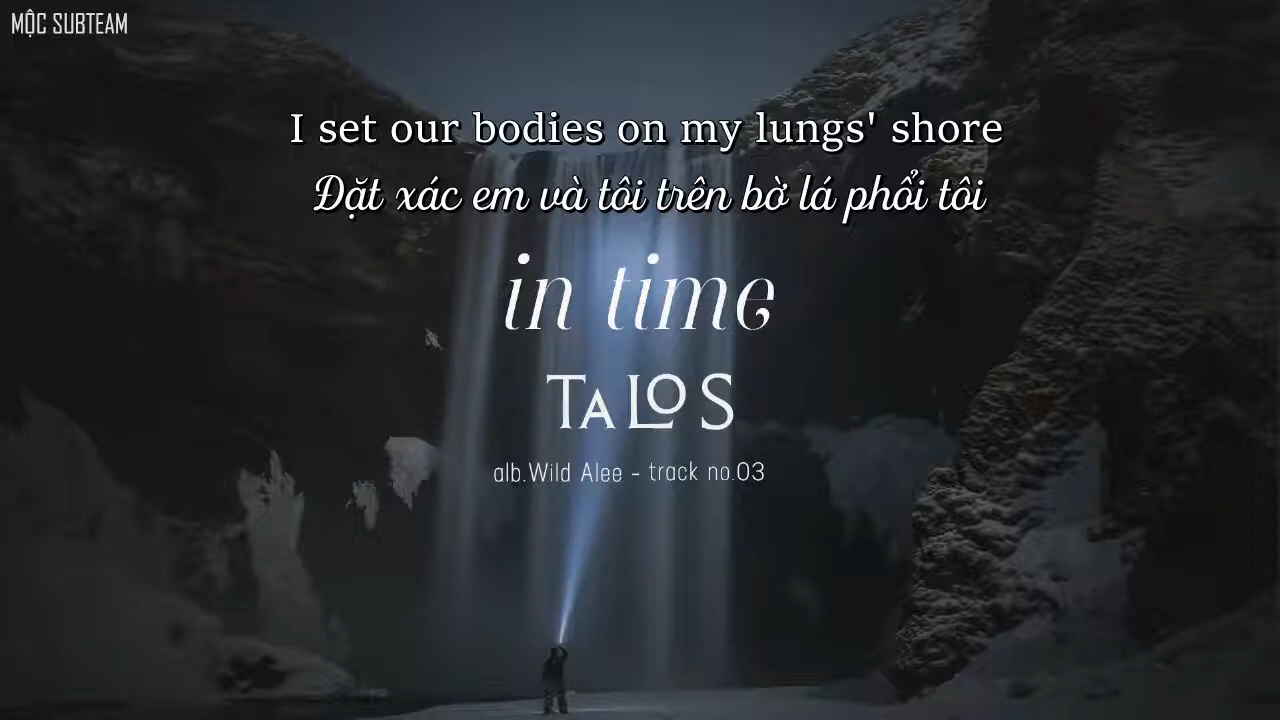 MỘC SUBTEAM
I set our bodies on my lungs' shore
Đặt xác em và tôi trên bờ lá phổi tôi
in time
TALOS
alb.Wild Alee - track no.03